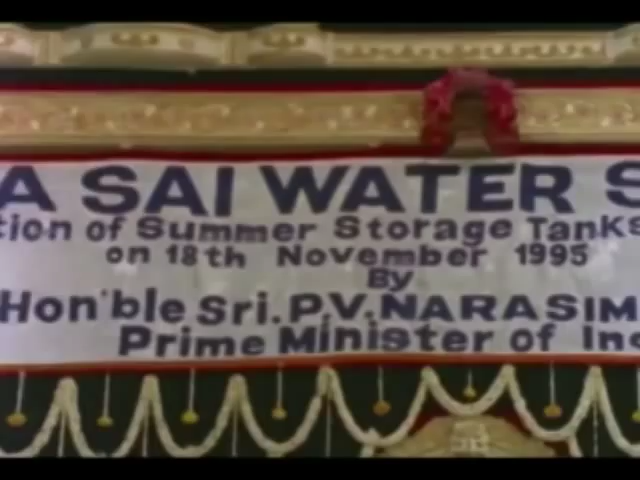 A SAI WATER S
tion of Summer Storage Tanks
on 18th November 1995
By
Hon'ble Sri. P.V. NARASIM
Prime Minister of Ind